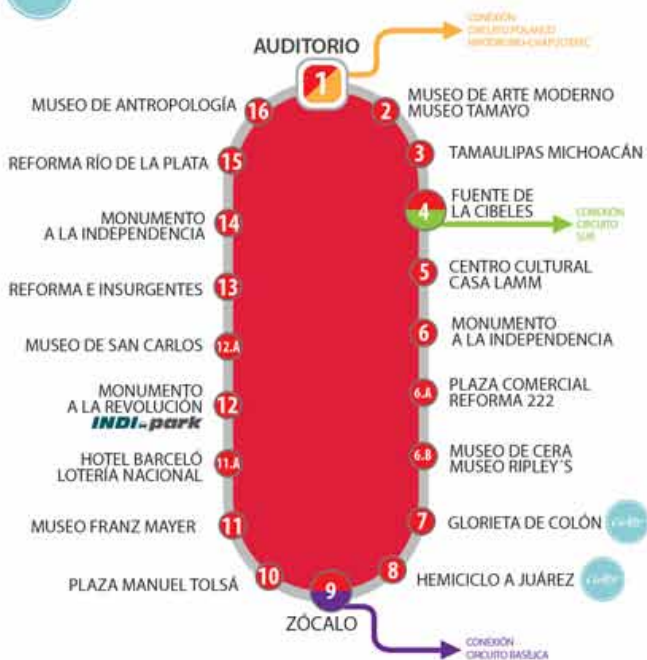 AUDITORIO
1
CONEXIÓN
CIRCUITO POLANCO
HIPÓDROMO-CHAPULTEPEC
2
MUSEO DE ARTE MODERNO
MUSEO TAMAYO
3
TAMAULIPAS MICHOACÁN
4
FUENTE DE
LA CIBELES
CONEXIÓN
CIRCUITO
SUR
5
CENTRO CULTURAL
CASA LAMM
6
MONUMENTO
A LA INDEPENDENCIA
6.A
PLAZA COMERCIAL
REFORMA 222
6.B
MUSEO DE CERA
MUSEO RIPLEY´S
7
GLORIETA DE COLÓN
8
HEMICICLO A JUÁREZ
9
ZÓCALO
CONEXIÓN
CIRCUITO BASÍLICA
10
PLAZA MANUEL TOLSÁ
11
MUSEO FRANZ MAYER
11.A
HOTEL BARCELÓ
LOTERÍA NACIONAL
12
MONUMENTO
A LA REVOLUCIÓN
INDI park
12.A
MUSEO DE SAN CARLOS
13
REFORMA E INSURGENTES
14
MONUMENTO
A LA INDEPENDENCIA
15
REFORMA RÍO DE LA PLATA
16
MUSEO DE ANTROPOLOGÍA